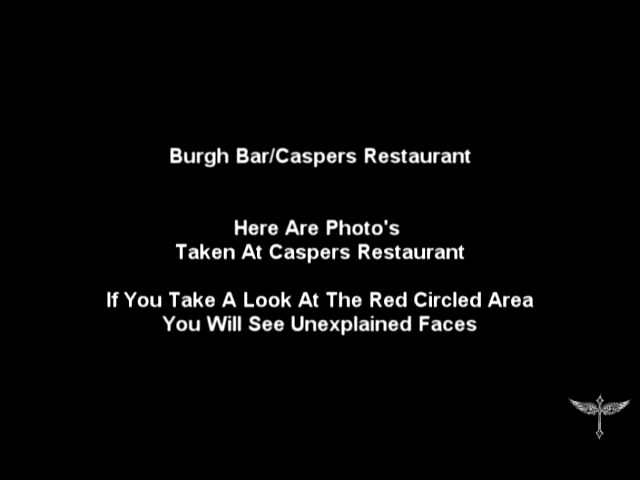 Burgh Bar/Caspers Restaurant
Here Are Photo's
Taken At Caspers Restaurant
If You Take A Look At The Red Circled Area
You Will See Unexplained Faces